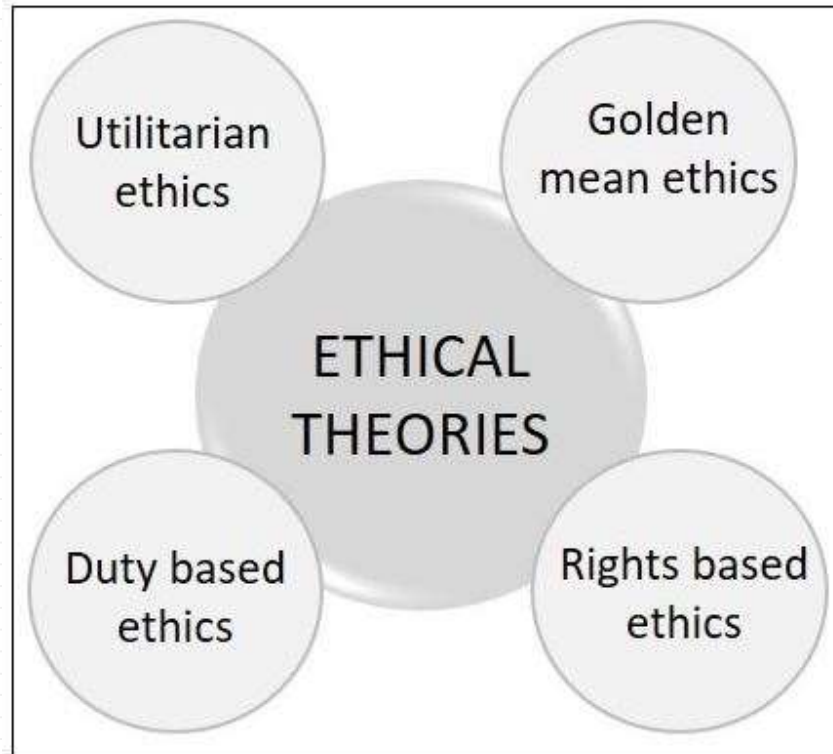 Utilitarian
ethics
Golden
mean ethics
ETHICAL
THEORIES
Duty based
ethics
Rights based
ethics